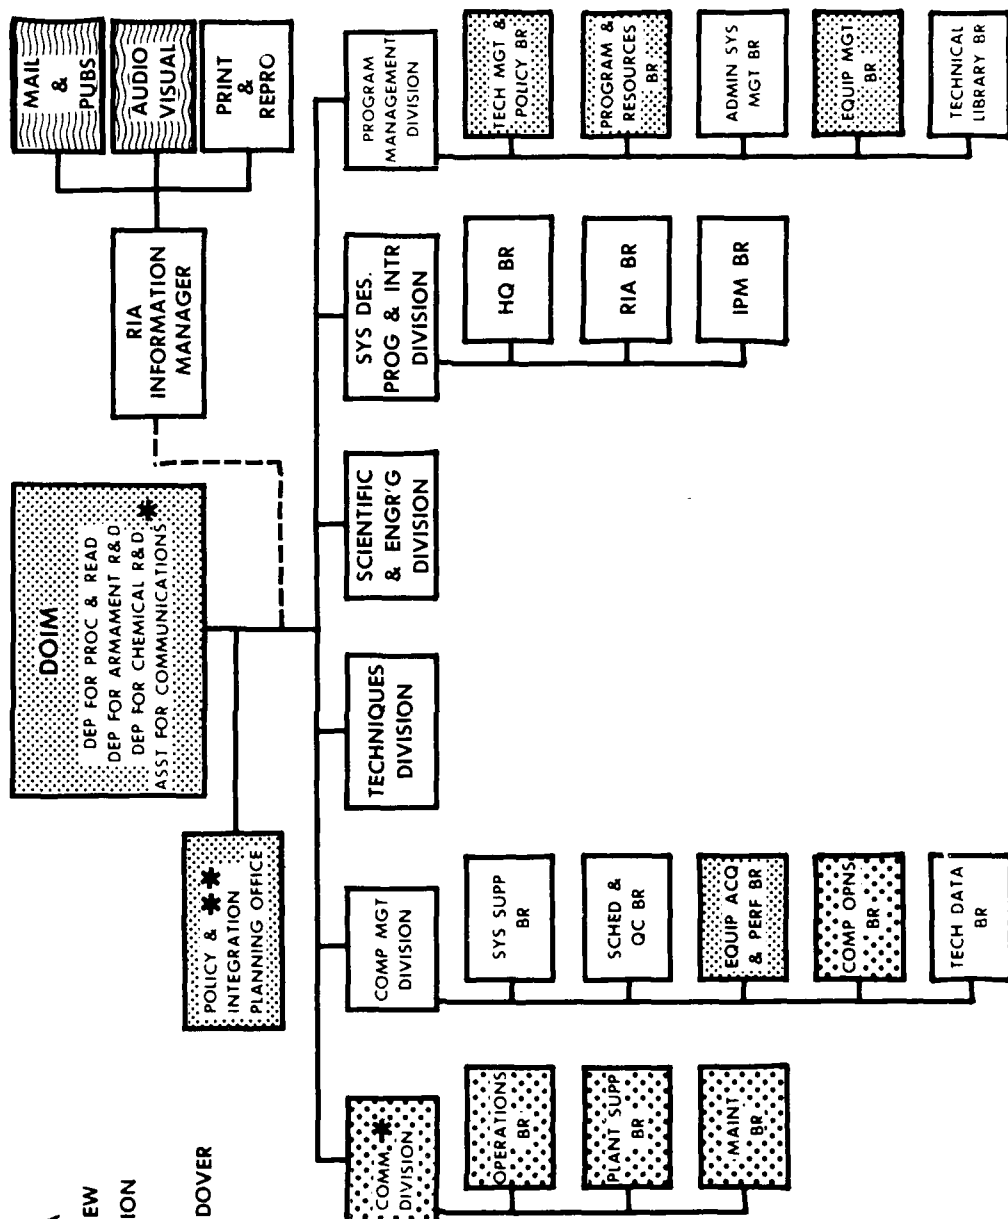 MAIL
&
PUBS
AUDIO
VISUAL
PRINT
&
REPRO
RIA
INFORMATION
MANAGER
DOIM
DEP FOR PROC & READ
DEP FOR ARMAMENT R&D
DEP FOR CHEMICAL R&D *
ASST FOR COMMUNICATIONS
POLICY & **
INTEGRATION
PLANNING OFFICE
COMM. *
DIVISION
OPERATIONS
BR
PLANT SUPP
BR
MAINT
BR
COMP MGT
DIVISION
SYS SUPP
BR
SCHED &
QC BR
EQUIP ACQ
& PERF BR
COMP OPNS
BR
TECH DATA
BR
TECHNIQUES
DIVISION
SCIENTIFIC
& ENGR'G
DIVISION
SYS DES.
PROG & INTR
DIVISION
HQ BR
RIA BR
IPM BR
PROGRAM
MANAGEMENT
DIVISION
TECH MGT &
POLICY BR
PROGRAM &
RESOURCES
BR
ADMIN SYS
MGT BR
EQUIP MGT
BR
TECHNICAL
LIBRARY BR
DOVER